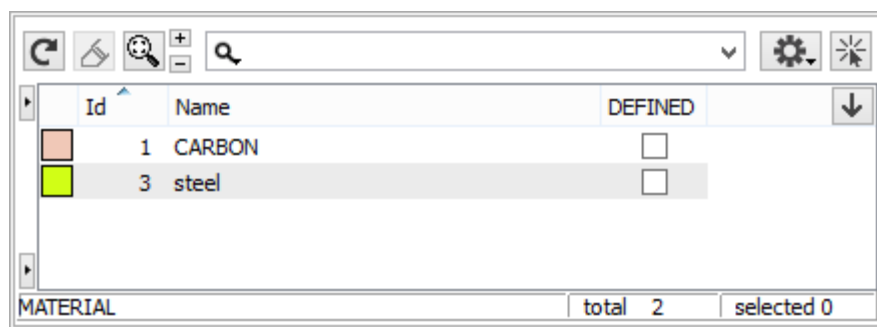 Id Name DEFINED
1 CARBON
3 steel
MATERIAL total 2 selected 0